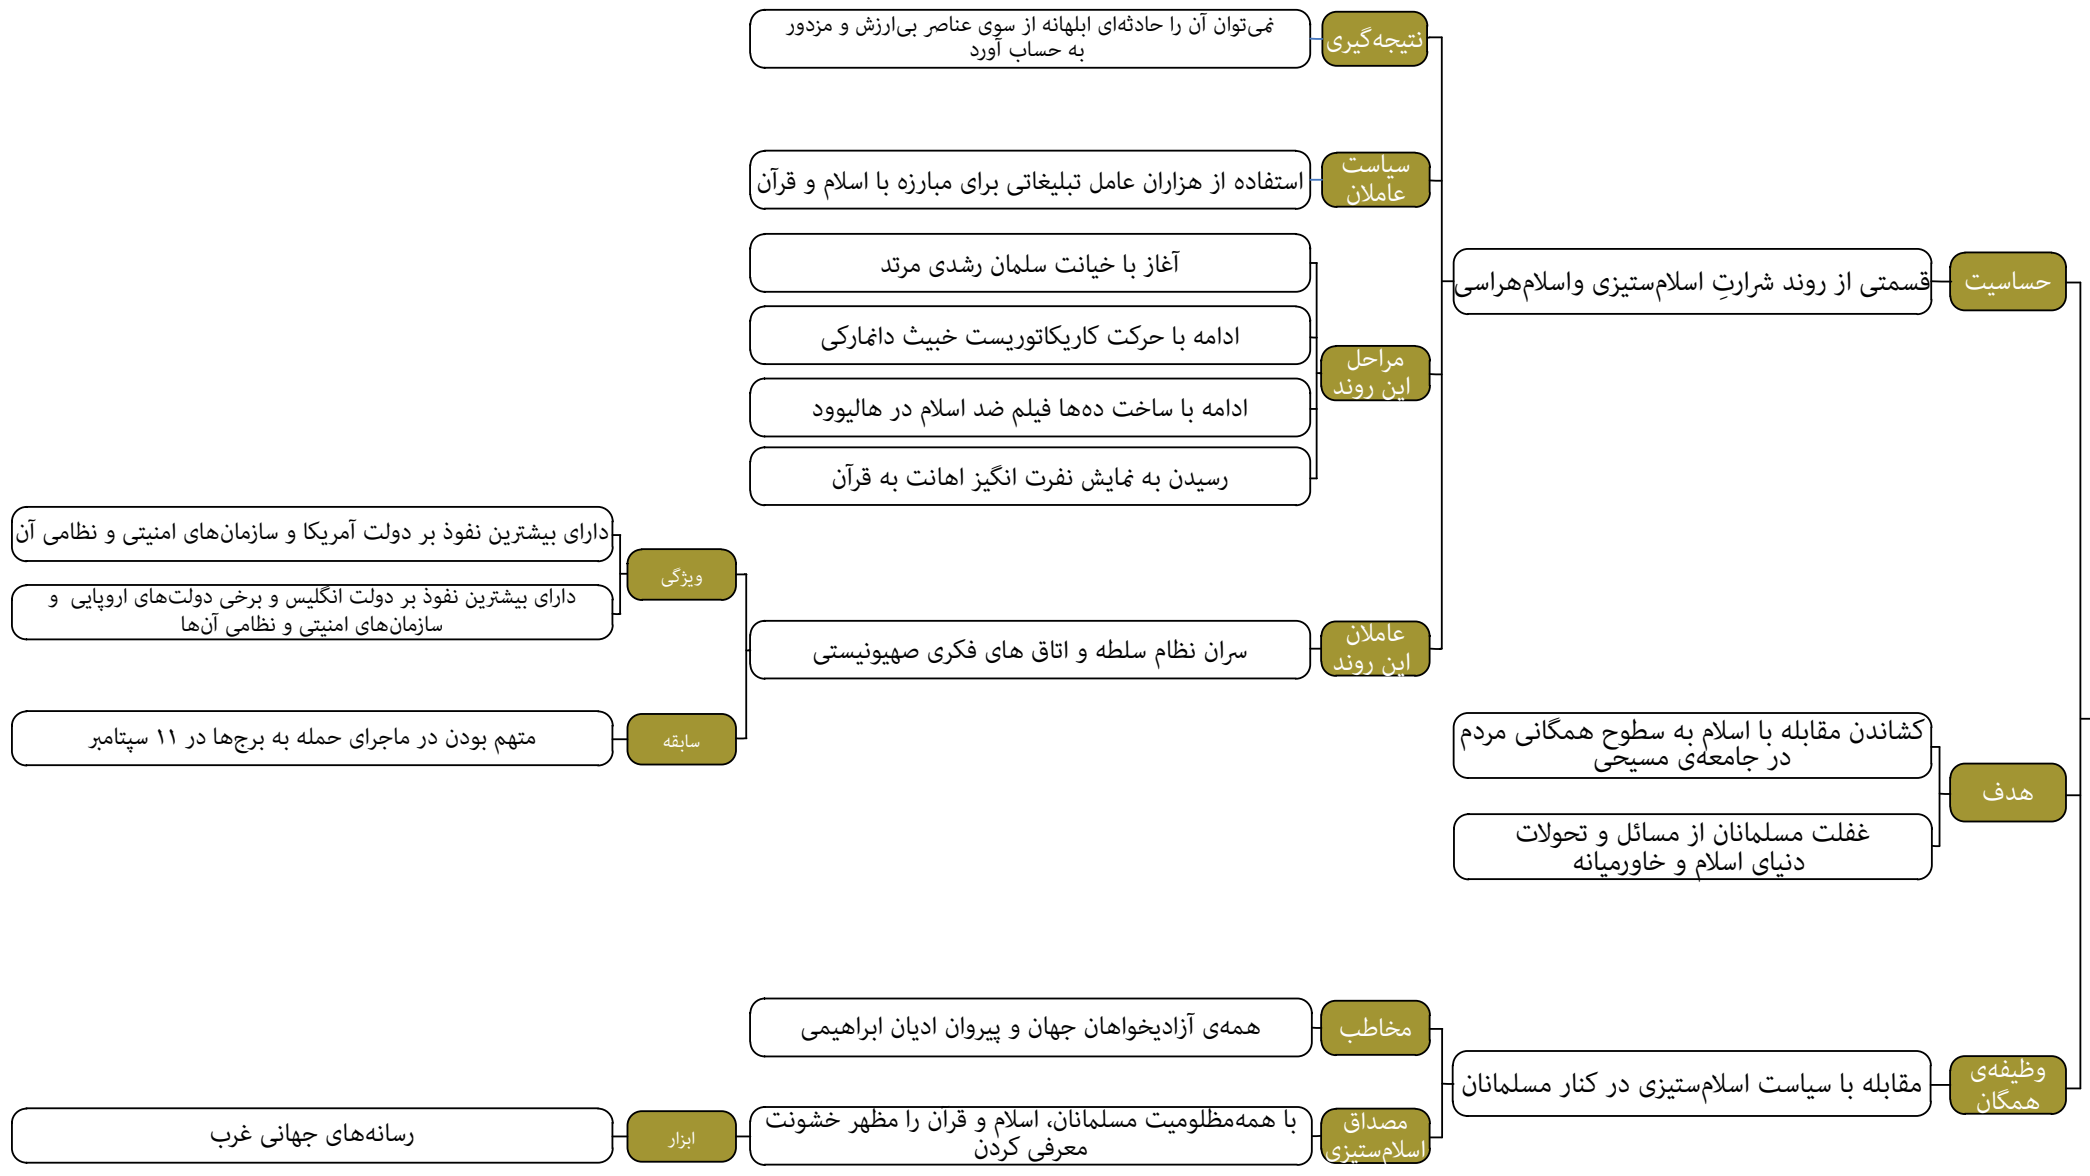 حساسیت
قسمتی از روند شرارتِ اسلام‌ستیزی واسلام‌هراسی
نتیجه‌گیری
نمی‌توان آن را حادثه‌ای ابلهانه از سوی عناصر بی‌ارزش و مزدور
به حساب آورد
سیاست
عاملان
استفاده از هزاران عامل تبلیغاتی برای مبارزه با اسلام و قرآن
مراحل
این روند
آغاز با خیانت سلمان رشدی مرتد
ادامه با حرکت کاریکاتوریست خبیث دانمارکی
ادامه با ساخت ده‌ها فیلم ضد اسلام در هالیوود
رسیدن به نمایش نفرت انگیز اهانت به قرآن
عاملان
این روند
سران نظام سلطه و اتاق های فکری صهیونیستی
ویژگی
دارای بیشترین نفوذ بر دولت آمریکا و سازمان‌های امنیتی و نظامی آن
دارای بیشترین نفوذ بر دولت انگلیس و برخی دولت‌های اروپایی و
سازمان‌های امنیتی و نظامی آن‌ها
سابقه
متهم بودن در ماجرای حمله به برج‌ها در ۱۱ سپتامبر
هدف
کشاندن مقابله با اسلام به سطوح همگانی مردم
در جامعه‌ی مسیحی
غفلت مسلمانان از مسائل و تحولات
دنیای اسلام و خاورمیانه
وظیفه‌ی
همگان
مقابله با سیاست اسلام‌ستیزی در کنار مسلمانان
مخاطب
همه‌ی آزادیخواهان جهان و پیروان ادیان ابراهیمی
مصداق
اسلام‌ستیزی
با همه‌مظلومیت مسلمانان، اسلام و قرآن را مظهر خشونت
معرفی کردن
ابزار
رسانه‌های جهانی غرب